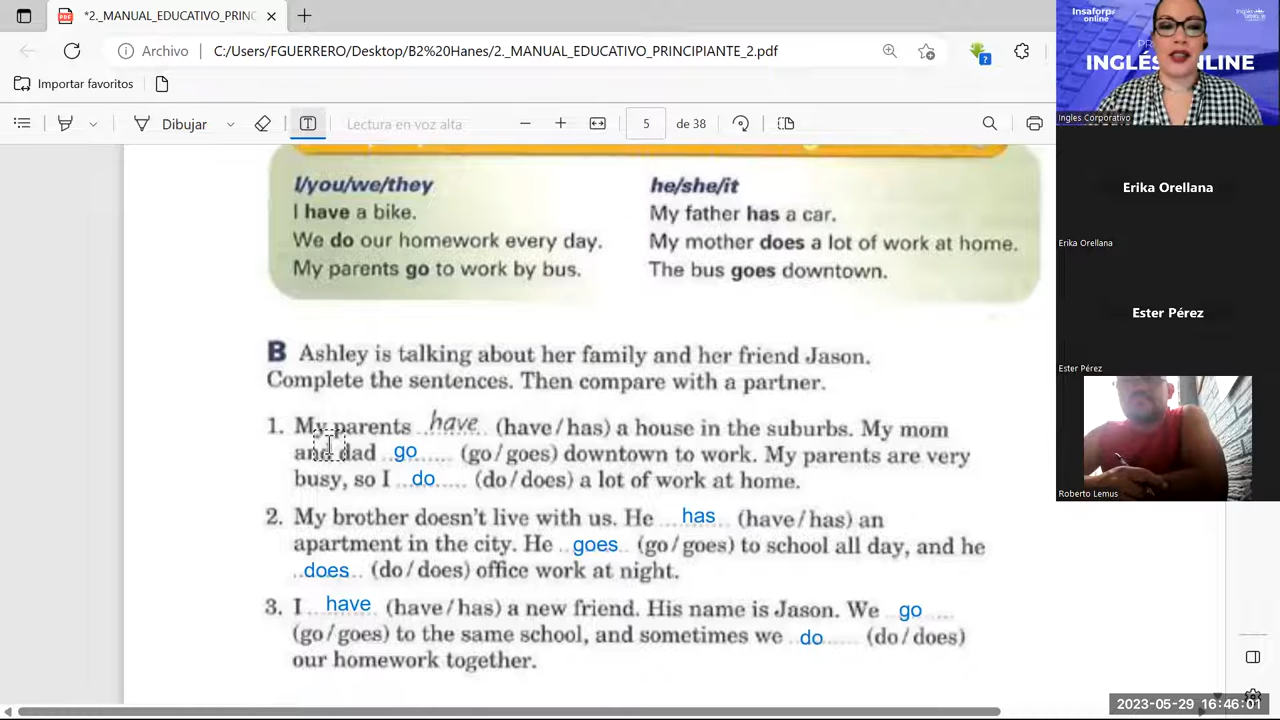 *2._MANUAL_EDUCATIVO_PRINC
Archivo
C:/Users/FGUERRERO/Desktop/B2%20Hanes/2._MANUAL_EDUCATIVO_PRINCIPIANTE_2.pdf
Importar favoritos
Dibujar
Lectura en voz alta
5
de 38
I/you/we/they
I have a bike.
We do our homework every day.
My parents go to work by bus.
he/she/it
My father has a car.
My mother does a lot of work at home.
The bus goes downtown.
B Ashley is talking about her family and her friend Jason.
Complete the sentences. Then compare with a partner.
1. My parents have (have/has) a house in the suburbs. My mom
and dad go (go/goes) downtown to work. My parents are very
busy, so I do (do/does) a lot of work at home.
2. My brother doesn't live with us. He has (have/has) an
apartment in the city. He goes (go/goes) to school all day, and he
does (do/does) office work at night.
3. I have (have/has) a new friend. His name is Jason. We go
(go/goes) to the same school, and sometimes we do (do/does)
our homework together.
Insaforp
online
INGLÉS ONLINE
Ingles Corporativo
Erika Orellana
Erika Orellana
Ester Pérez
Ester Pérez
Roberto Lemus
2023-05-29 16:46:01